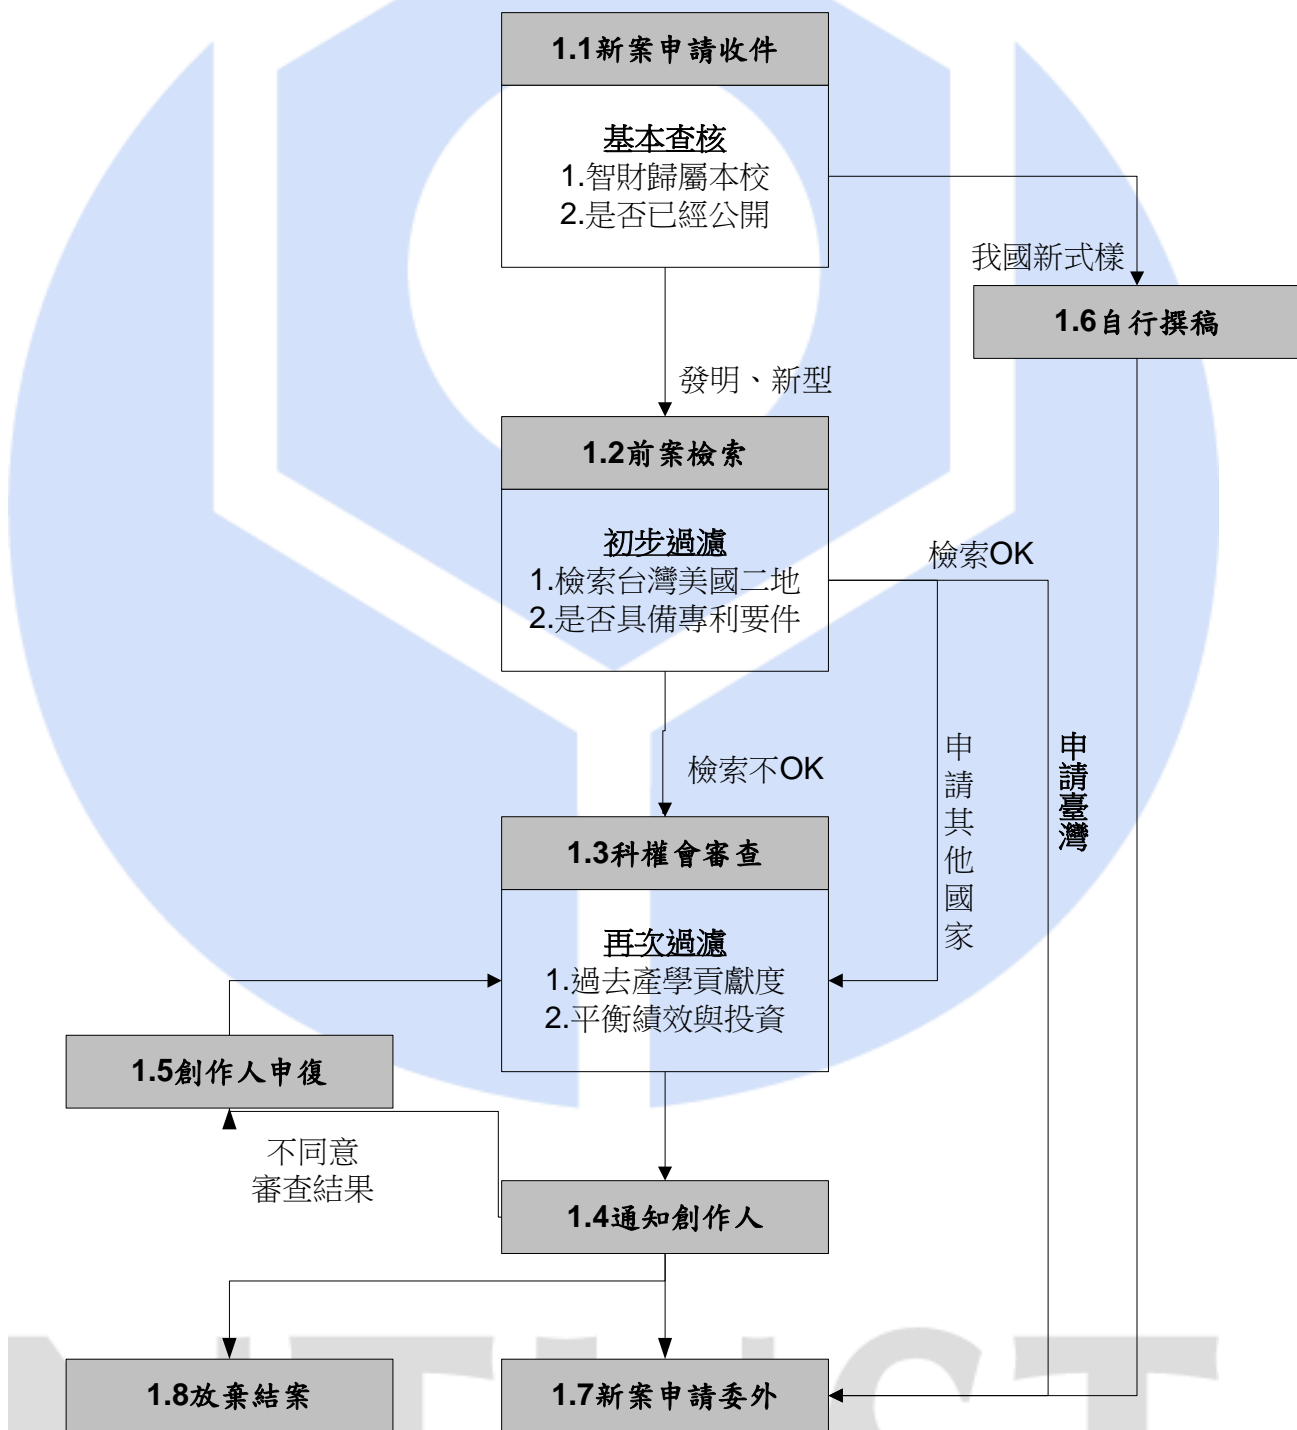 1.1新案申請收件
基本查核
1.智財歸屬本校
2.是否已經公開
我國新式樣
1.6自行撰稿
發明、新型
1.2前案檢索
初步過濾
1.檢索台灣美國二地
2.是否具備專利要件
檢索OK
檢索不OK
申請其他國家
申請臺灣
1.3科權會審查
再次過濾
1.過去產學貢獻度
2.平衡績效與投資
1.5創作人申復
不同意
審查結果
1.4通知創作人
1.8放棄結案
1.7新案申請委外